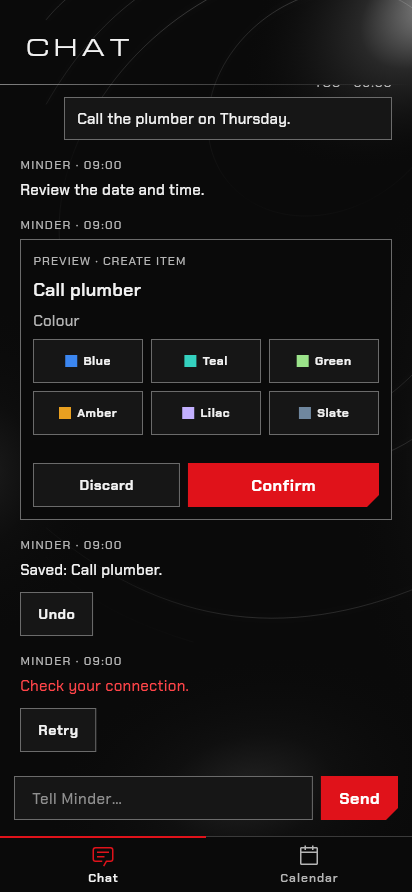 CHAT
Call the plumber on Thursday.
MINDER · 09:00
Review the date and time.
MINDER · 09:00
PREVIEW · CREATE ITEM
Call plumber
Colour
Blue
Teal
Green
Amber
Lilac
Slate
Discard
Confirm
MINDER · 09:00
Saved: Call plumber.
Undo
MINDER · 09:00
Check your connection.
Retry
Tell Minder…
Send
Chat
Calendar